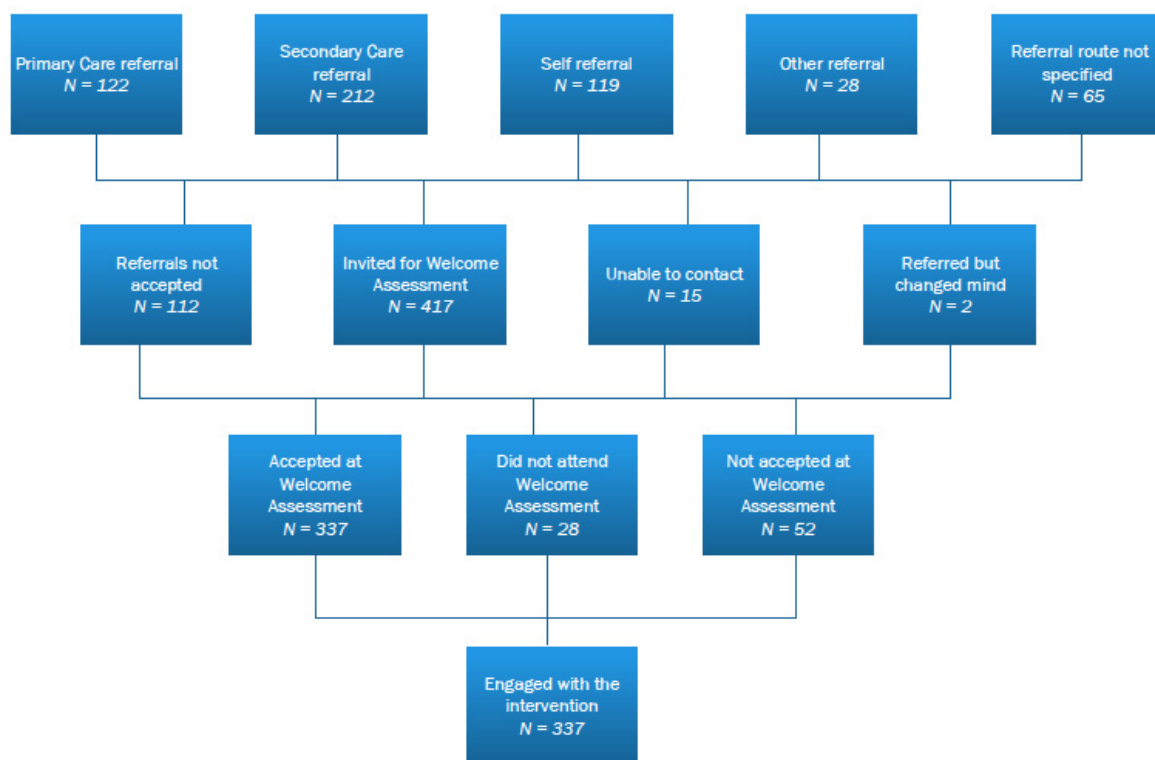 Primary Care referral
N = 122
Secondary Care
referral
N = 212
Self referral
N = 119
Other referral
N = 28
Referral route not
specified
N = 65
Referrals not
accepted
N = 112
Invited for Welcome
Assessment
N = 417
Unable to contact
N = 15
Referred but
changed mind
N = 2
Accepted at
Welcome
Assessment
N = 337
Did not attend
Welcome
Assessment
N = 28
Not accepted at
Welcome
Assessment
N = 52
Engaged with the
intervention
N = 337